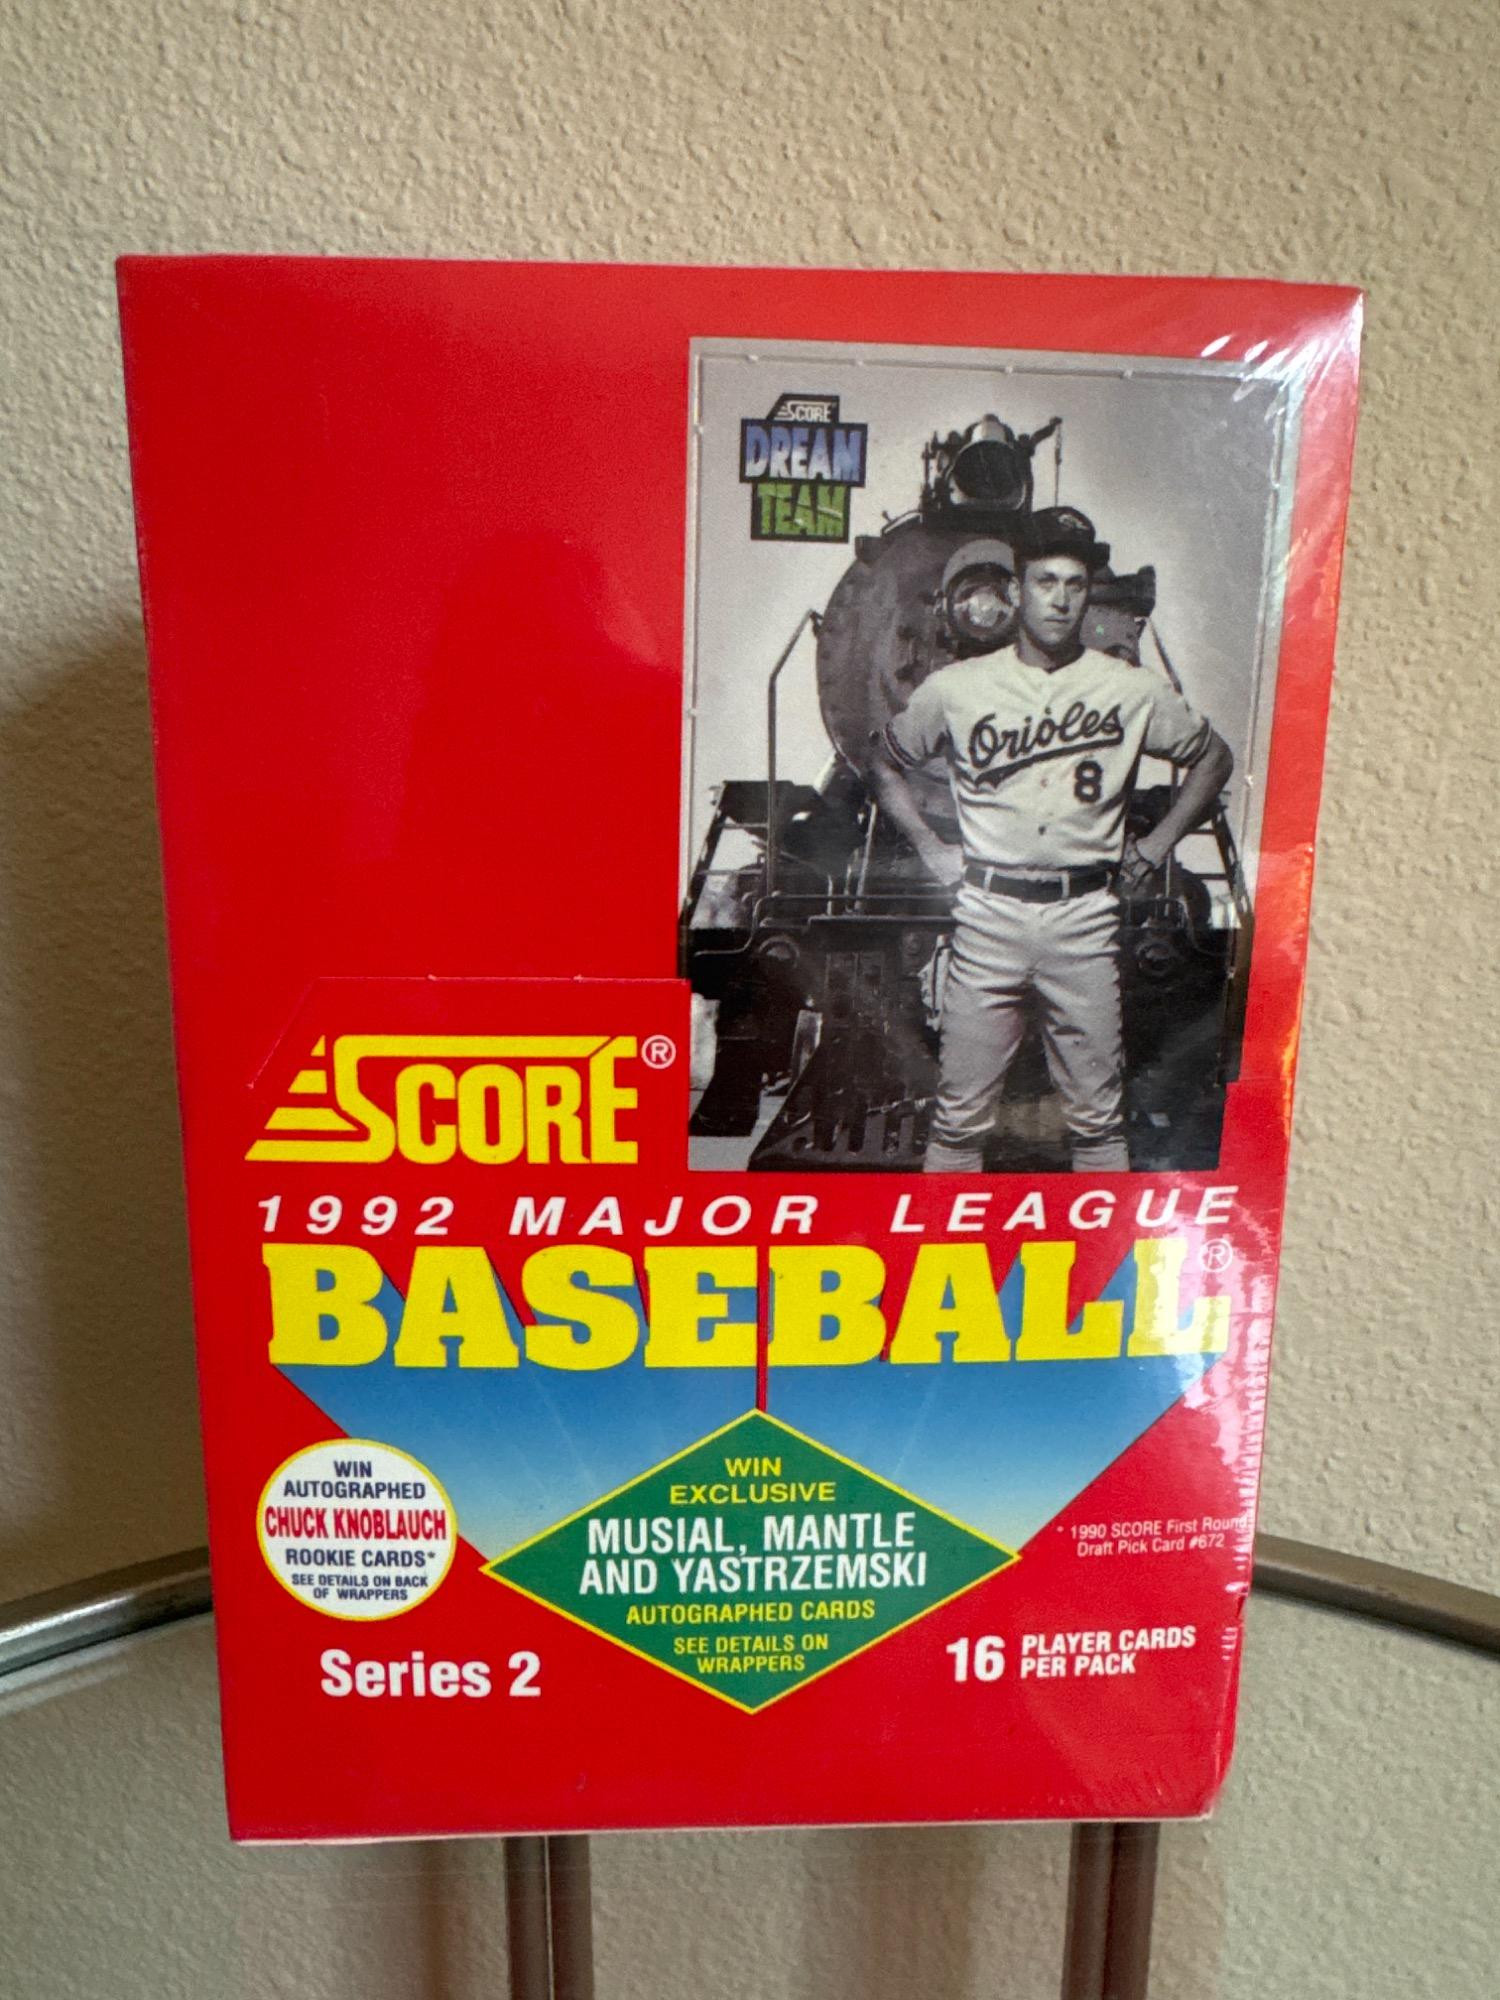 SCORE
DREAM
TEAM
Orioles
8
SCORE®
1992 MAJOR LEAGUE
BASEBALL®
WIN
AUTOGRAPHED
CHUCK KNOBLAUCH
ROOKIE CARDS*
SEE DETAILS ON BACK
OF WRAPPERS
WIN
EXCLUSIVE
MUSIAL, MANTLE
AND YASTRZEMSKI
AUTOGRAPHED CARDS
SEE DETAILS ON
WRAPPERS
* 1990 SCORE First Round
Draft Pick Card #672
Series 2
16 PLAYER CARDS
PER PACK